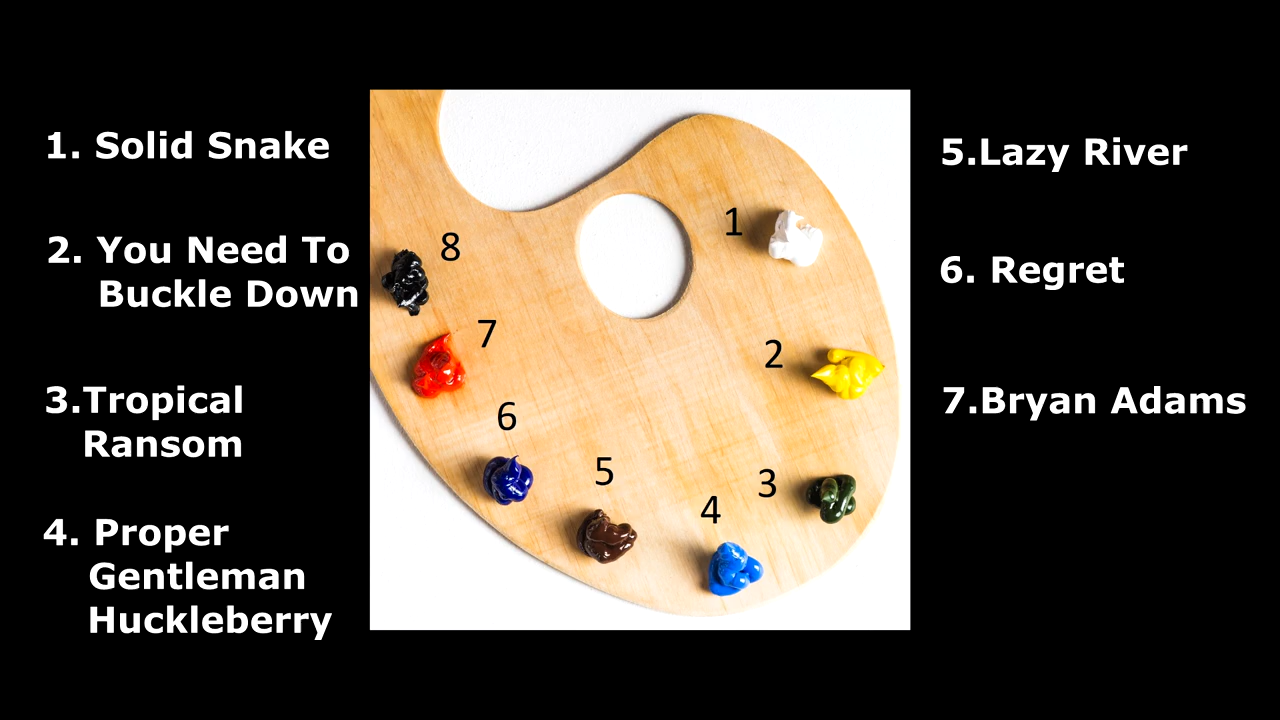 1. Solid Snake
2. You Need To
Buckle Down
3.Tropical
Ransom
4. Proper
Gentleman
Huckleberry
8
7
6
5
4
3
2
1
5.Lazy River
6. Regret
7.Bryan Adams